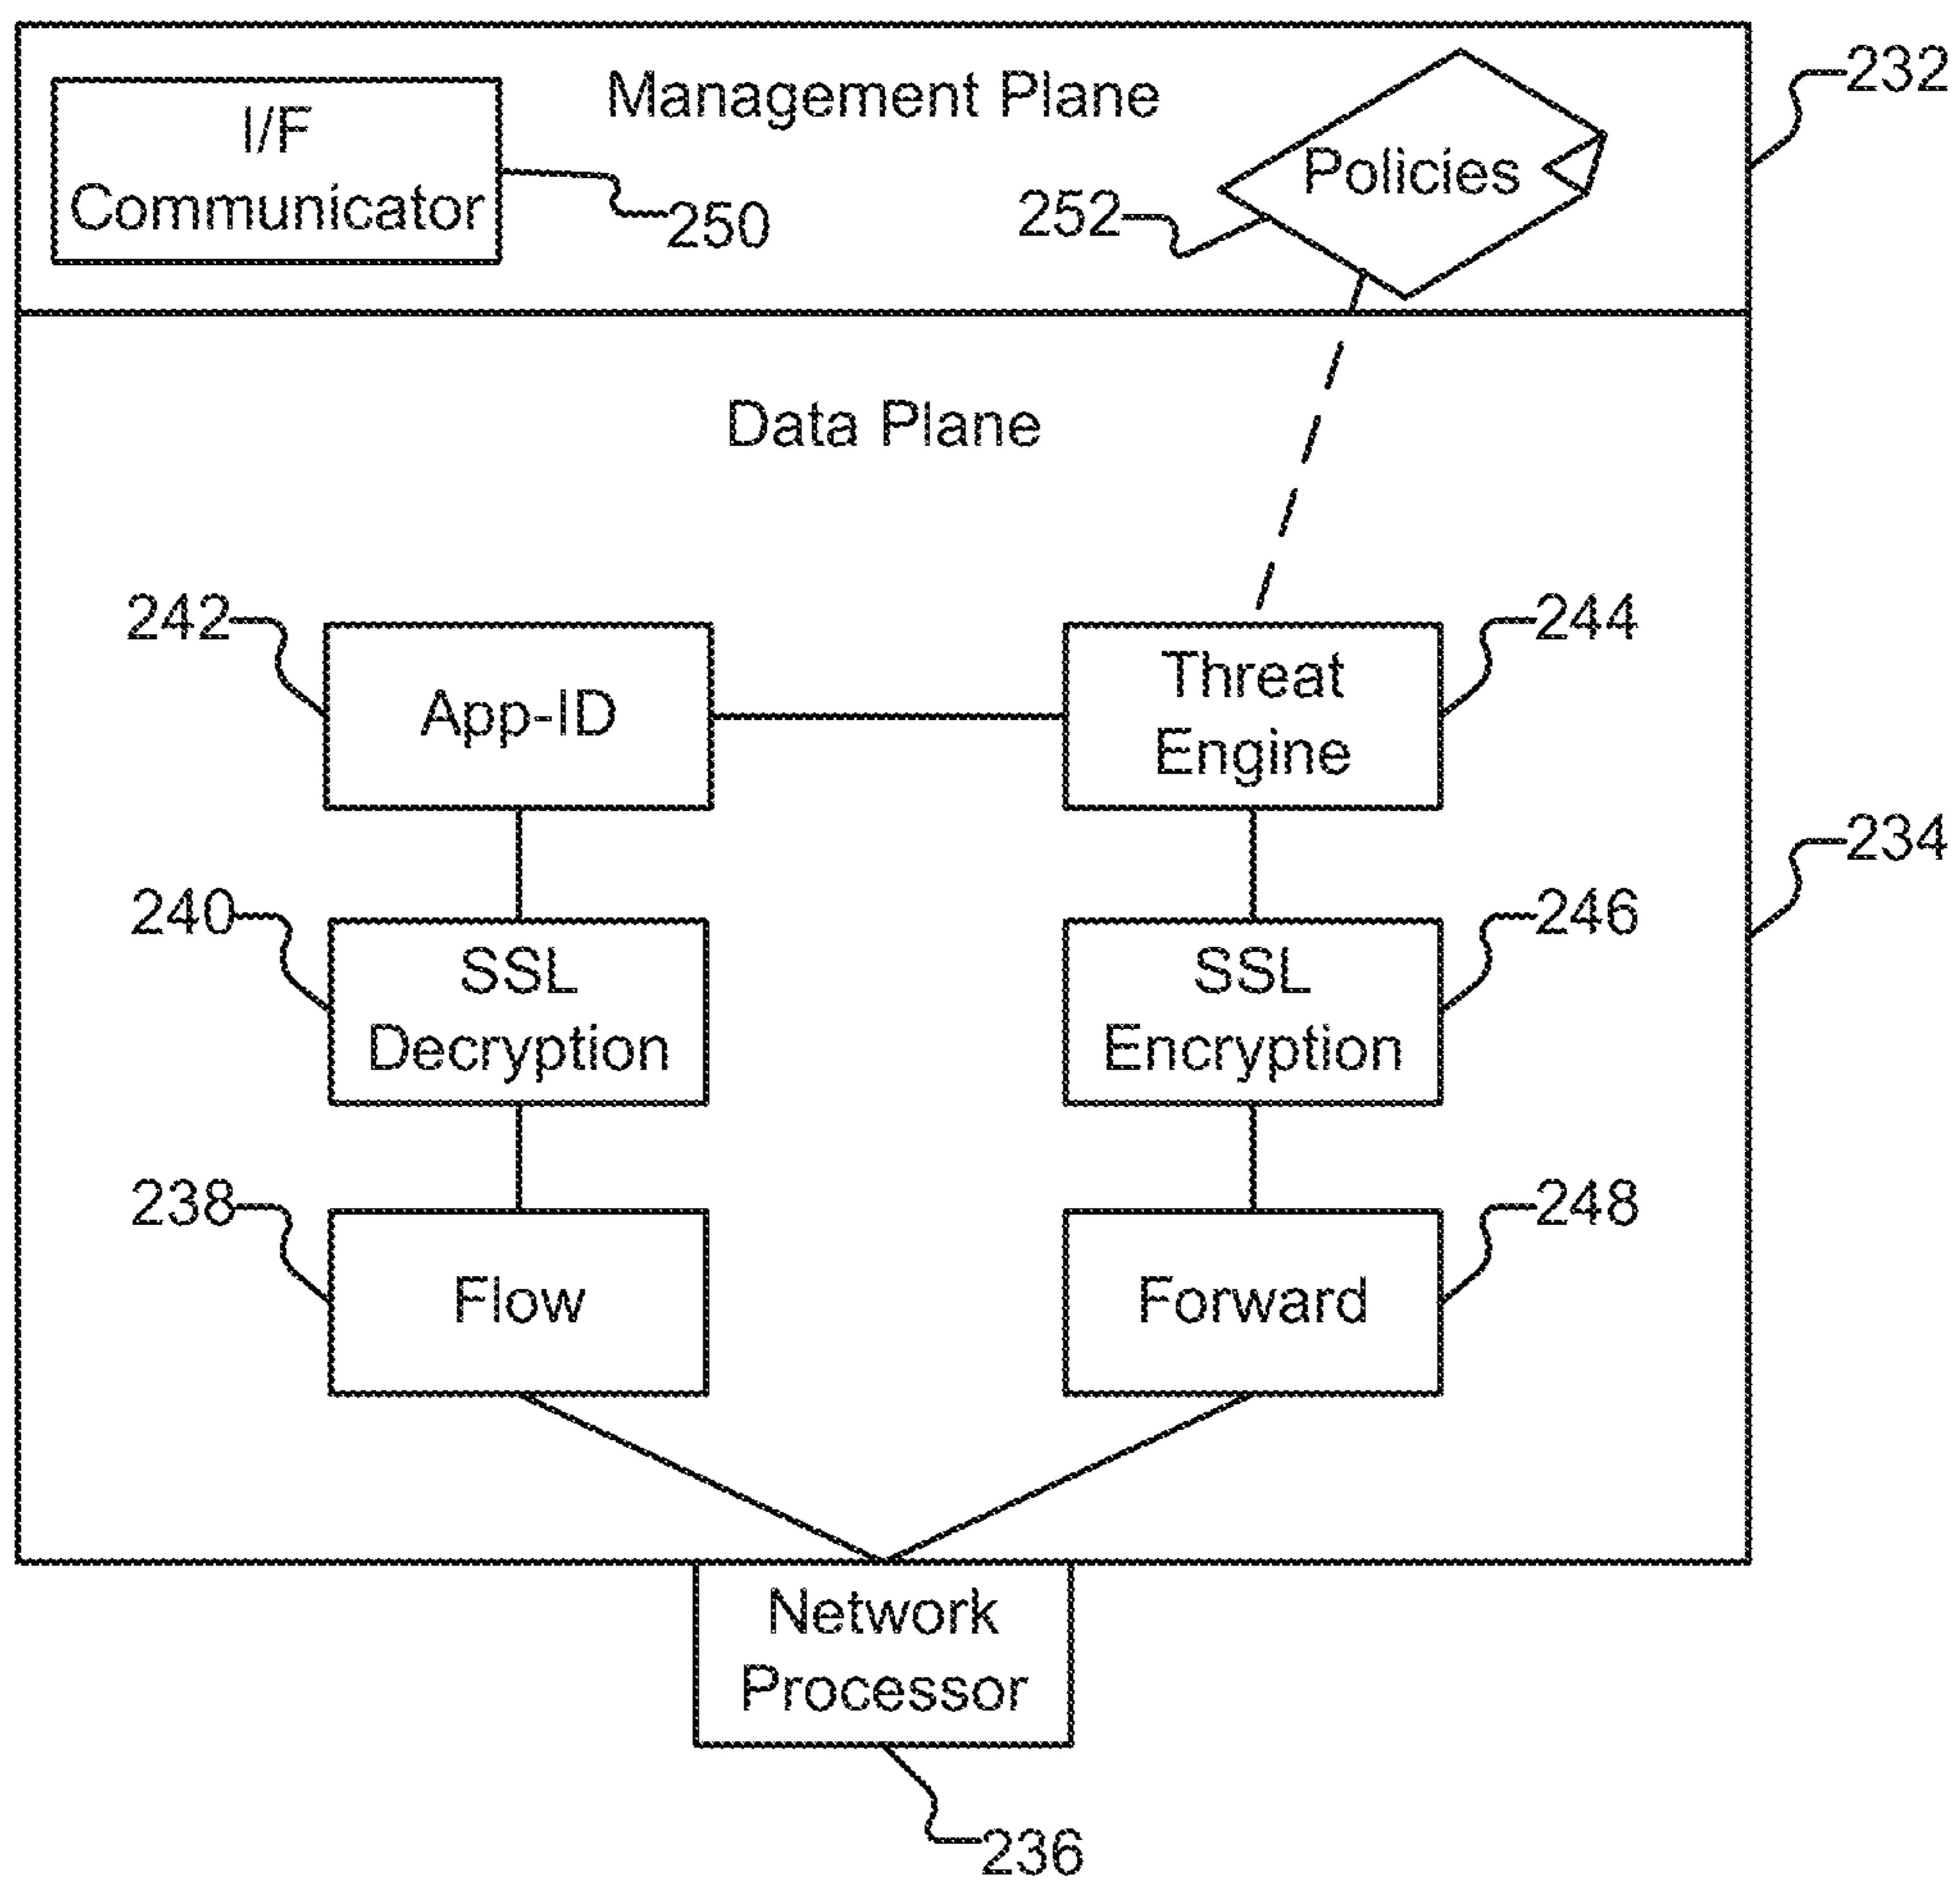 Management Plane
232
I/F
Communicator
250
Policies
252
Data Plane
242
App-ID
Threat
Engine
244
234
240
SSL
Decryption
SSL
Encryption
246
238
Flow
Forward
248
Network
Processor
236